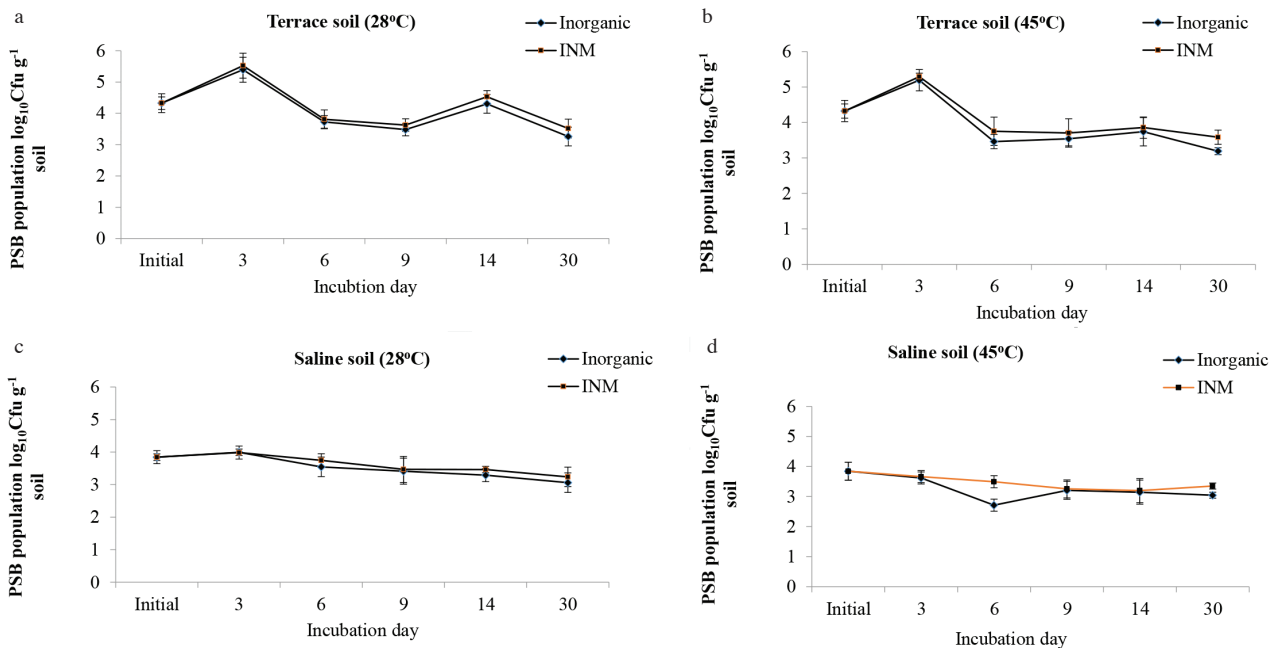 a
Terrace soil (28°C)
Inorganic
INM
PSB population log₁₀Cfu g⁻¹
soil
6
5
4
3
2
1
0
Initial 3 6 9 14 30
Incubtion day
b
Terrace soil (45°C)
Inorganic
INM
PSB population log₁₀Cfu g⁻¹
soil
6
5
4
3
2
1
0
Initial 3 6 9 14 30
Incubation day
c
Saline soil (28°C)
Inorganic
INM
PSB population log₁₀Cfu g⁻¹
soil
6
5
4
3
2
1
0
Initial 3 6 9 14 30
Incubation day
d
Saline soil (45°C)
Inorganic
INM
PSB population log₁₀Cfu g⁻¹
soil
6
5
4
3
2
1
0
Initial 3 6 9 14 30
Incubation day